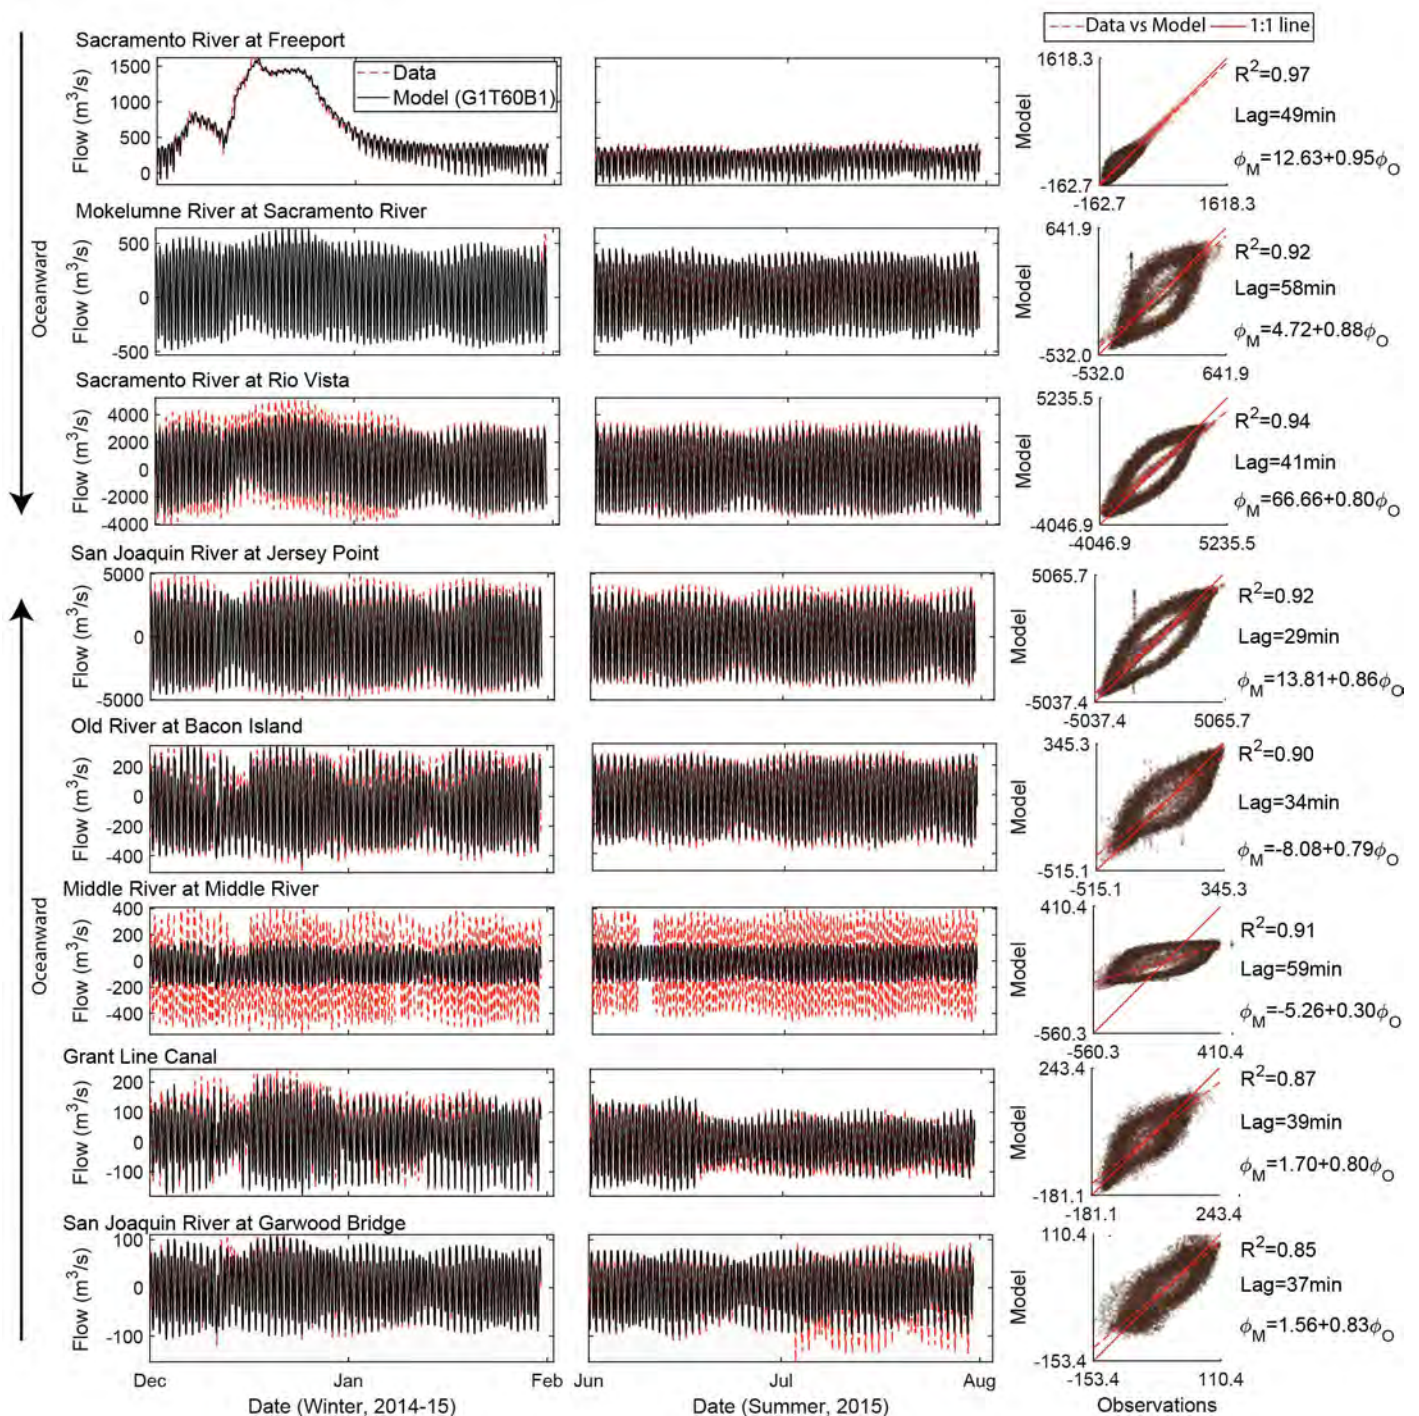 Data vs Model
1:1 line
Sacramento River at Freeport
Data
Model (G1T60B1)
Flow (m³/s)
1500
1000
500
0
Model
1618.3
-162.7
-162.7
1618.3
R²=0.97
Lag=49min
ϕM=12.63+0.95ϕO
Oceanward
Mokelumne River at Sacramento River
Flow (m³/s)
500
0
-500
Model
641.9
-532.0
-532.0
641.9
R²=0.92
Lag=58min
ϕM=4.72+0.88ϕO
Sacramento River at Rio Vista
Flow (m³/s)
4000
2000
0
-2000
-4000
Model
5235.5
-4046.9
-4046.9
5235.5
R²=0.94
Lag=41min
ϕM=66.66+0.80ϕO
San Joaquin River at Jersey Point
Flow (m³/s)
5000
0
-5000
Model
5065.7
-5037.4
-5037.4
5065.7
R²=0.92
Lag=29min
ϕM=13.81+0.86ϕO
Old River at Bacon Island
Flow (m³/s)
200
0
-200
-400
Model
345.3
-515.1
-515.1
345.3
R²=0.90
Lag=34min
ϕM=-8.08+0.79ϕO
Oceanward
Middle River at Middle River
Flow (m³/s)
400
200
0
-200
-400
Model
410.4
-560.3
-560.3
410.4
R²=0.91
Lag=59min
ϕM=-5.26+0.30ϕO
Grant Line Canal
Flow (m³/s)
200
100
0
-100
Model
243.4
-181.1
-181.1
243.4
R²=0.87
Lag=39min
ϕM=1.70+0.80ϕO
San Joaquin River at Garwood Bridge
Flow (m³/s)
100
0
-100
Model
110.4
-153.4
-153.4
110.4
R²=0.85
Lag=37min
ϕM=1.56+0.83ϕO
Dec
Jan
Feb
Jun
Jul
Aug
Date (Winter, 2014-15)
Date (Summer, 2015)
Observations